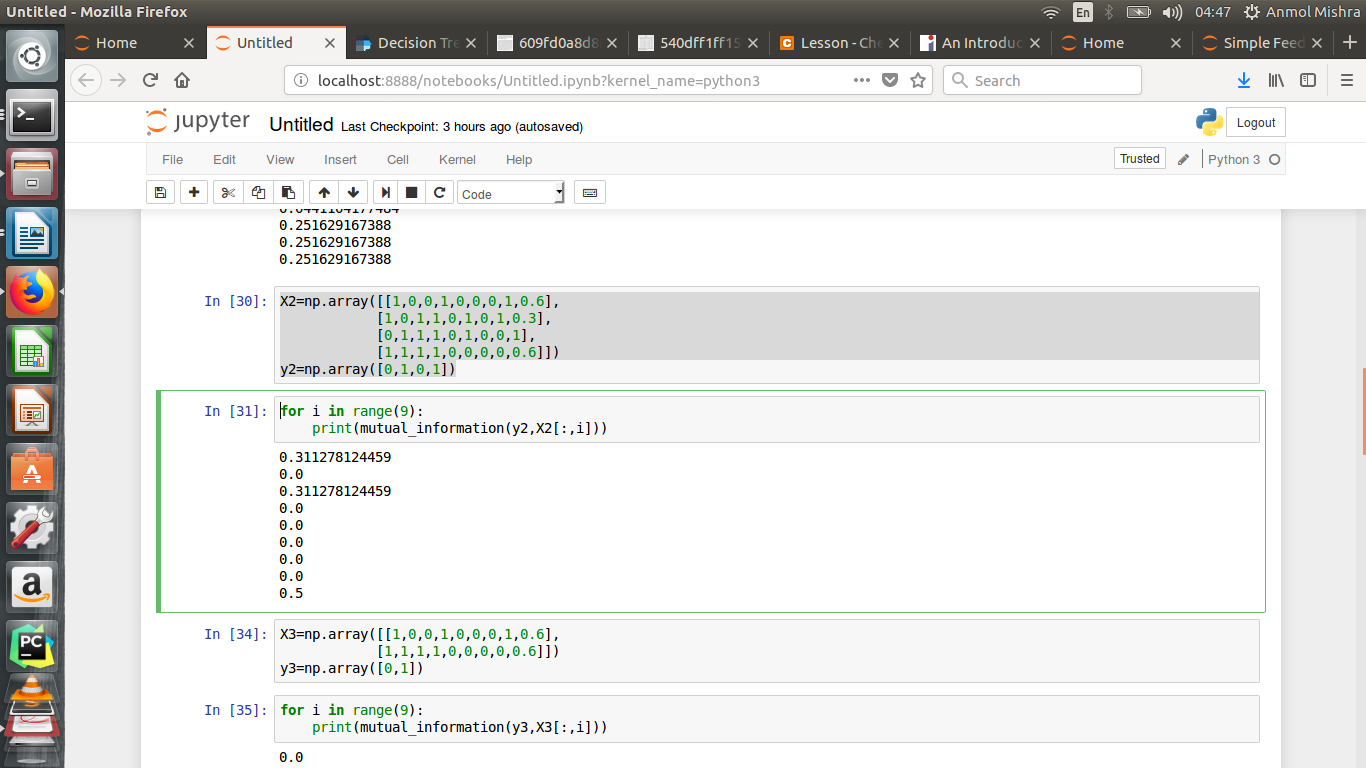 Untitled - Mozilla Firefox
En
04:47
Anmol Mishra
Home
Untitled
Decision Tre
609fd0a8d8
540dff1ff15
Lesson - Che
An Introduc
Home
Simple Feed
localhost:8888/notebooks/Untitled.ipynb?kernel_name=python3
Search
jupyter
Untitled Last Checkpoint: 3 hours ago (autosaved)
Logout
File Edit View Insert Cell Kernel Help
Trusted
Python 3
Code
0.251629167388
0.251629167388
0.251629167388
In [30]:
X2=np.array([[1,0,0,1,0,0,0,1,0.6],
[1,0,1,1,0,1,0,1,0.3],
[0,1,1,1,0,1,0,0,1],
[1,1,1,1,0,0,0,0,0.6]])
y2=np.array([0,1,0,1])
In [31]:
for i in range(9):
print(mutual_information(y2,X2[:,i]))
0.311278124459
0.0
0.311278124459
0.0
0.0
0.0
0.0
0.0
0.5
In [34]:
X3=np.array([[1,0,0,1,0,0,0,1,0.6],
[1,1,1,1,0,0,0,0,0.6]])
y3=np.array([0,1])
In [35]:
for i in range(9):
print(mutual_information(y3,X3[:,i]))
0.0
PC